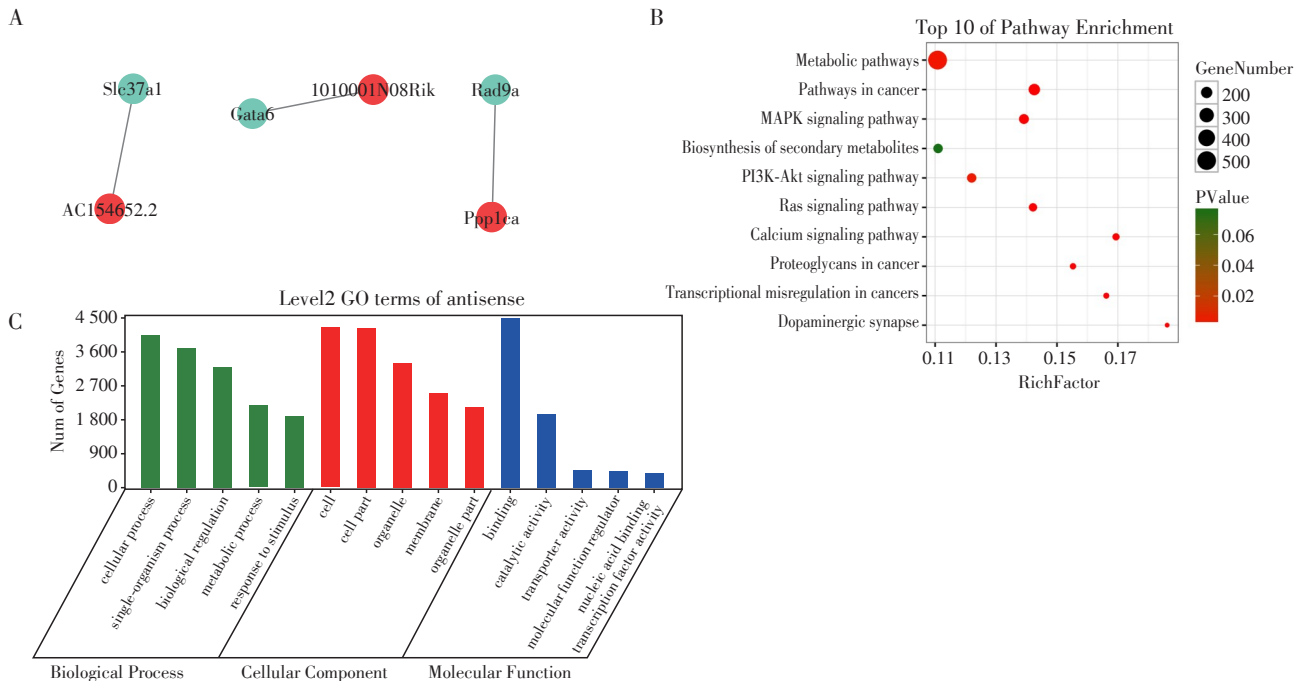 A
Slc37a1
AC154652.2
Gata6
1010001N08Rik
Rad9a
Ppp1ca
B
Top 10 of Pathway Enrichment
Metabolic pathways
Pathways in cancer
MAPK signaling pathway
Biosynthesis of secondary metabolites
PI3K-Akt signaling pathway
Ras signaling pathway
Calcium signaling pathway
Proteoglycans in cancer
Transcriptional misregulation in cancers
Dopaminergic synapse
0.11 0.13 0.15 0.17
RichFactor
GeneNumber
200
300
400
500
PValue
0.06
0.04
0.02
C
Level2 GO terms of antisense
Num of Genes
4 500
3 600
2 700
1 800
900
0
cellular process
single-organism process
biological regulation
metabolic process
response to stimulus
cell
cell part
organelle
membrane
organelle part
binding
catalytic activity
transporter activity
molecular function regulator
nucleic acid binding
transcription factor activity
Biological Process
Cellular Component
Molecular Function